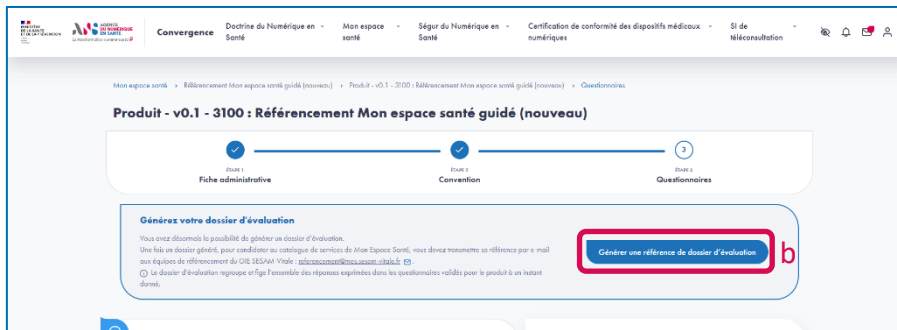 AGENCE DU NUMÉRIQUE EN SANTÉ
Convergence
Doctrine du Numérique en Santé
Mon espace santé
Ségur du Numérique en Santé
Certification de conformité des dispositifs médicaux numériques
SI de téléconsultation
Mon espace santé > Référencement Mon espace santé guidé (nouveau) > Produit - v0.1 - 3100 : Référencement Mon espace santé guidé (nouveau) > Questionnaires
Produit - v0.1 - 3100 : Référencement Mon espace santé guidé (nouveau)
ÉTAPE 1
Fiche administrative
ÉTAPE 2
Convention
3
ÉTAPE 3
Questionnaires
Générez votre dossier d'évaluation
Vous avez désormais la possibilité de générer un dossier d'évaluation.
Une fois un dossier généré, pour candidater au catalogue de services de Mon Espace Santé, vous devez transmettre sa référence par e-mail
aux équipes de référencement du GIE SESAM Vitale : referencement@mes.sesam-vitale.fr
Le dossier d'évaluation regroupe et fige l'ensemble des réponses exprimées dans les questionnaires validés pour le produit à un instant
donné.
Générer une référence de dossier d'évaluation
b